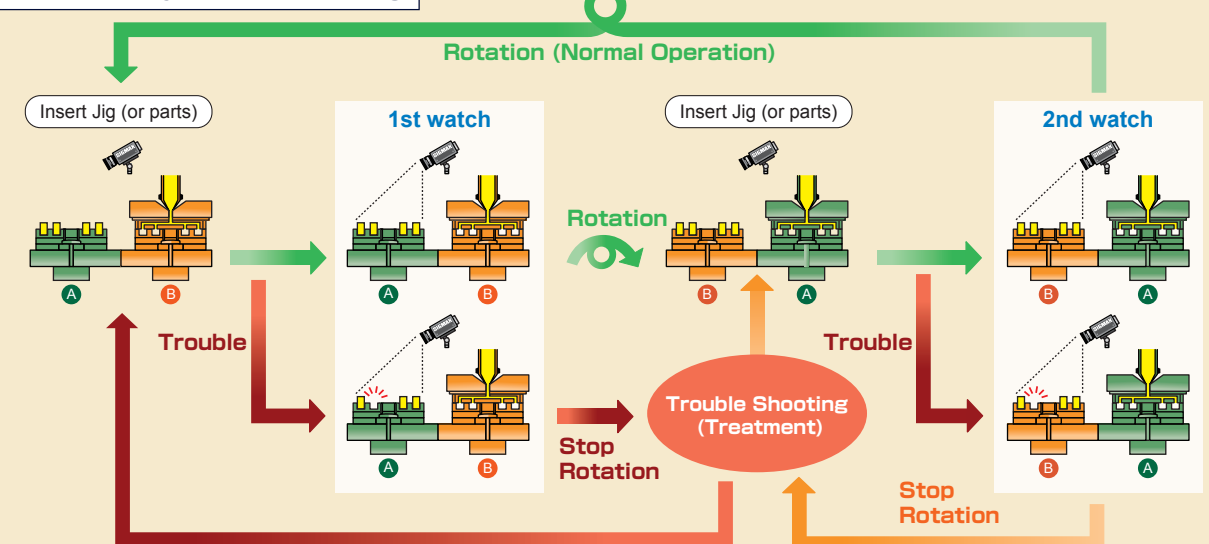 Rotation (Normal Operation)
Insert Jig (or parts)
1st watch
Insert Jig (or parts)
2nd watch
Rotation
A
B
A
B
B
A
B
A
Trouble
Trouble
Trouble Shooting
(Treatment)
Stop
Rotation
A
B
B
A
Stop
Rotation